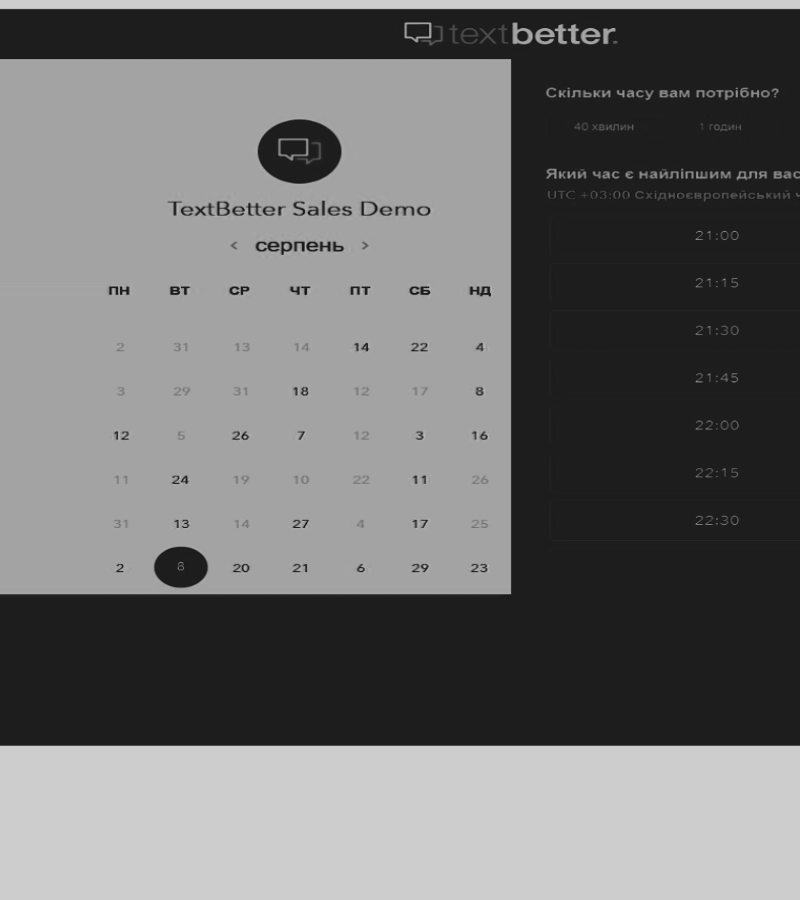 textbetter.
TextBetter Sales Demo
< серпень >
ПН ВТ СР ЧТ ПТ СБ НД
2 31 13 14 14 22 4
3 29 31 18 12 17 8
12 5 26 7 12 3 16
11 24 19 10 22 11 26
31 13 14 27 4 17 25
2 8 20 21 6 29 23
Скільки часу вам потрібно?
40 хвилин 1 годин
Який час є найліпшим для вас
UTC +03:00 Східноєвропейський ч
21:00
21:15
21:30
21:45
22:00
22:15
22:30